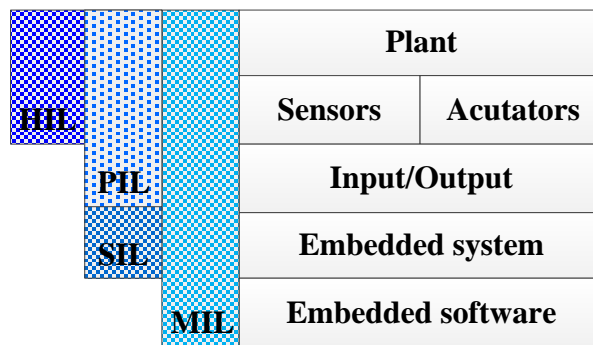 Plant
HIL
Sensors
Acutators
PIL
Input/Output
SIL
Embedded system
MIL
Embedded software